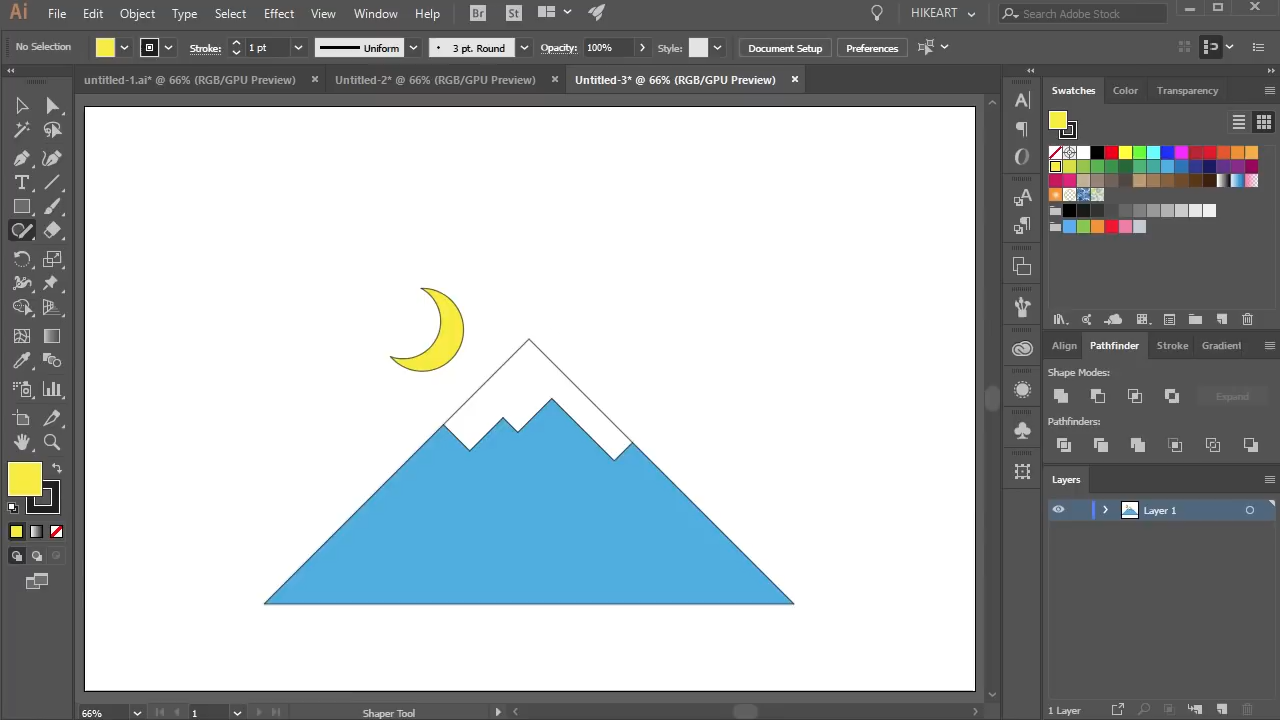 Ai File Edit Object Type Select Effect View Window Help Br St HIKEART Search Adobe Stock
No Selection Stroke: 1 pt Uniform 3 pt. Round Opacity: 100% Style: Document Setup Preferences
untitled-1.ai* @ 66% (RGB/GPU Preview) Untitled-2* @ 66% (RGB/GPU Preview) Untitled-3* @ 66% (RGB/GPU Preview)
Swatches Color Transparency
Align Pathfinder Stroke Gradient
Shape Modes:
Expand
Pathfinders:
Layers
Layer 1
66% 1 Shaper Tool 1 Layer